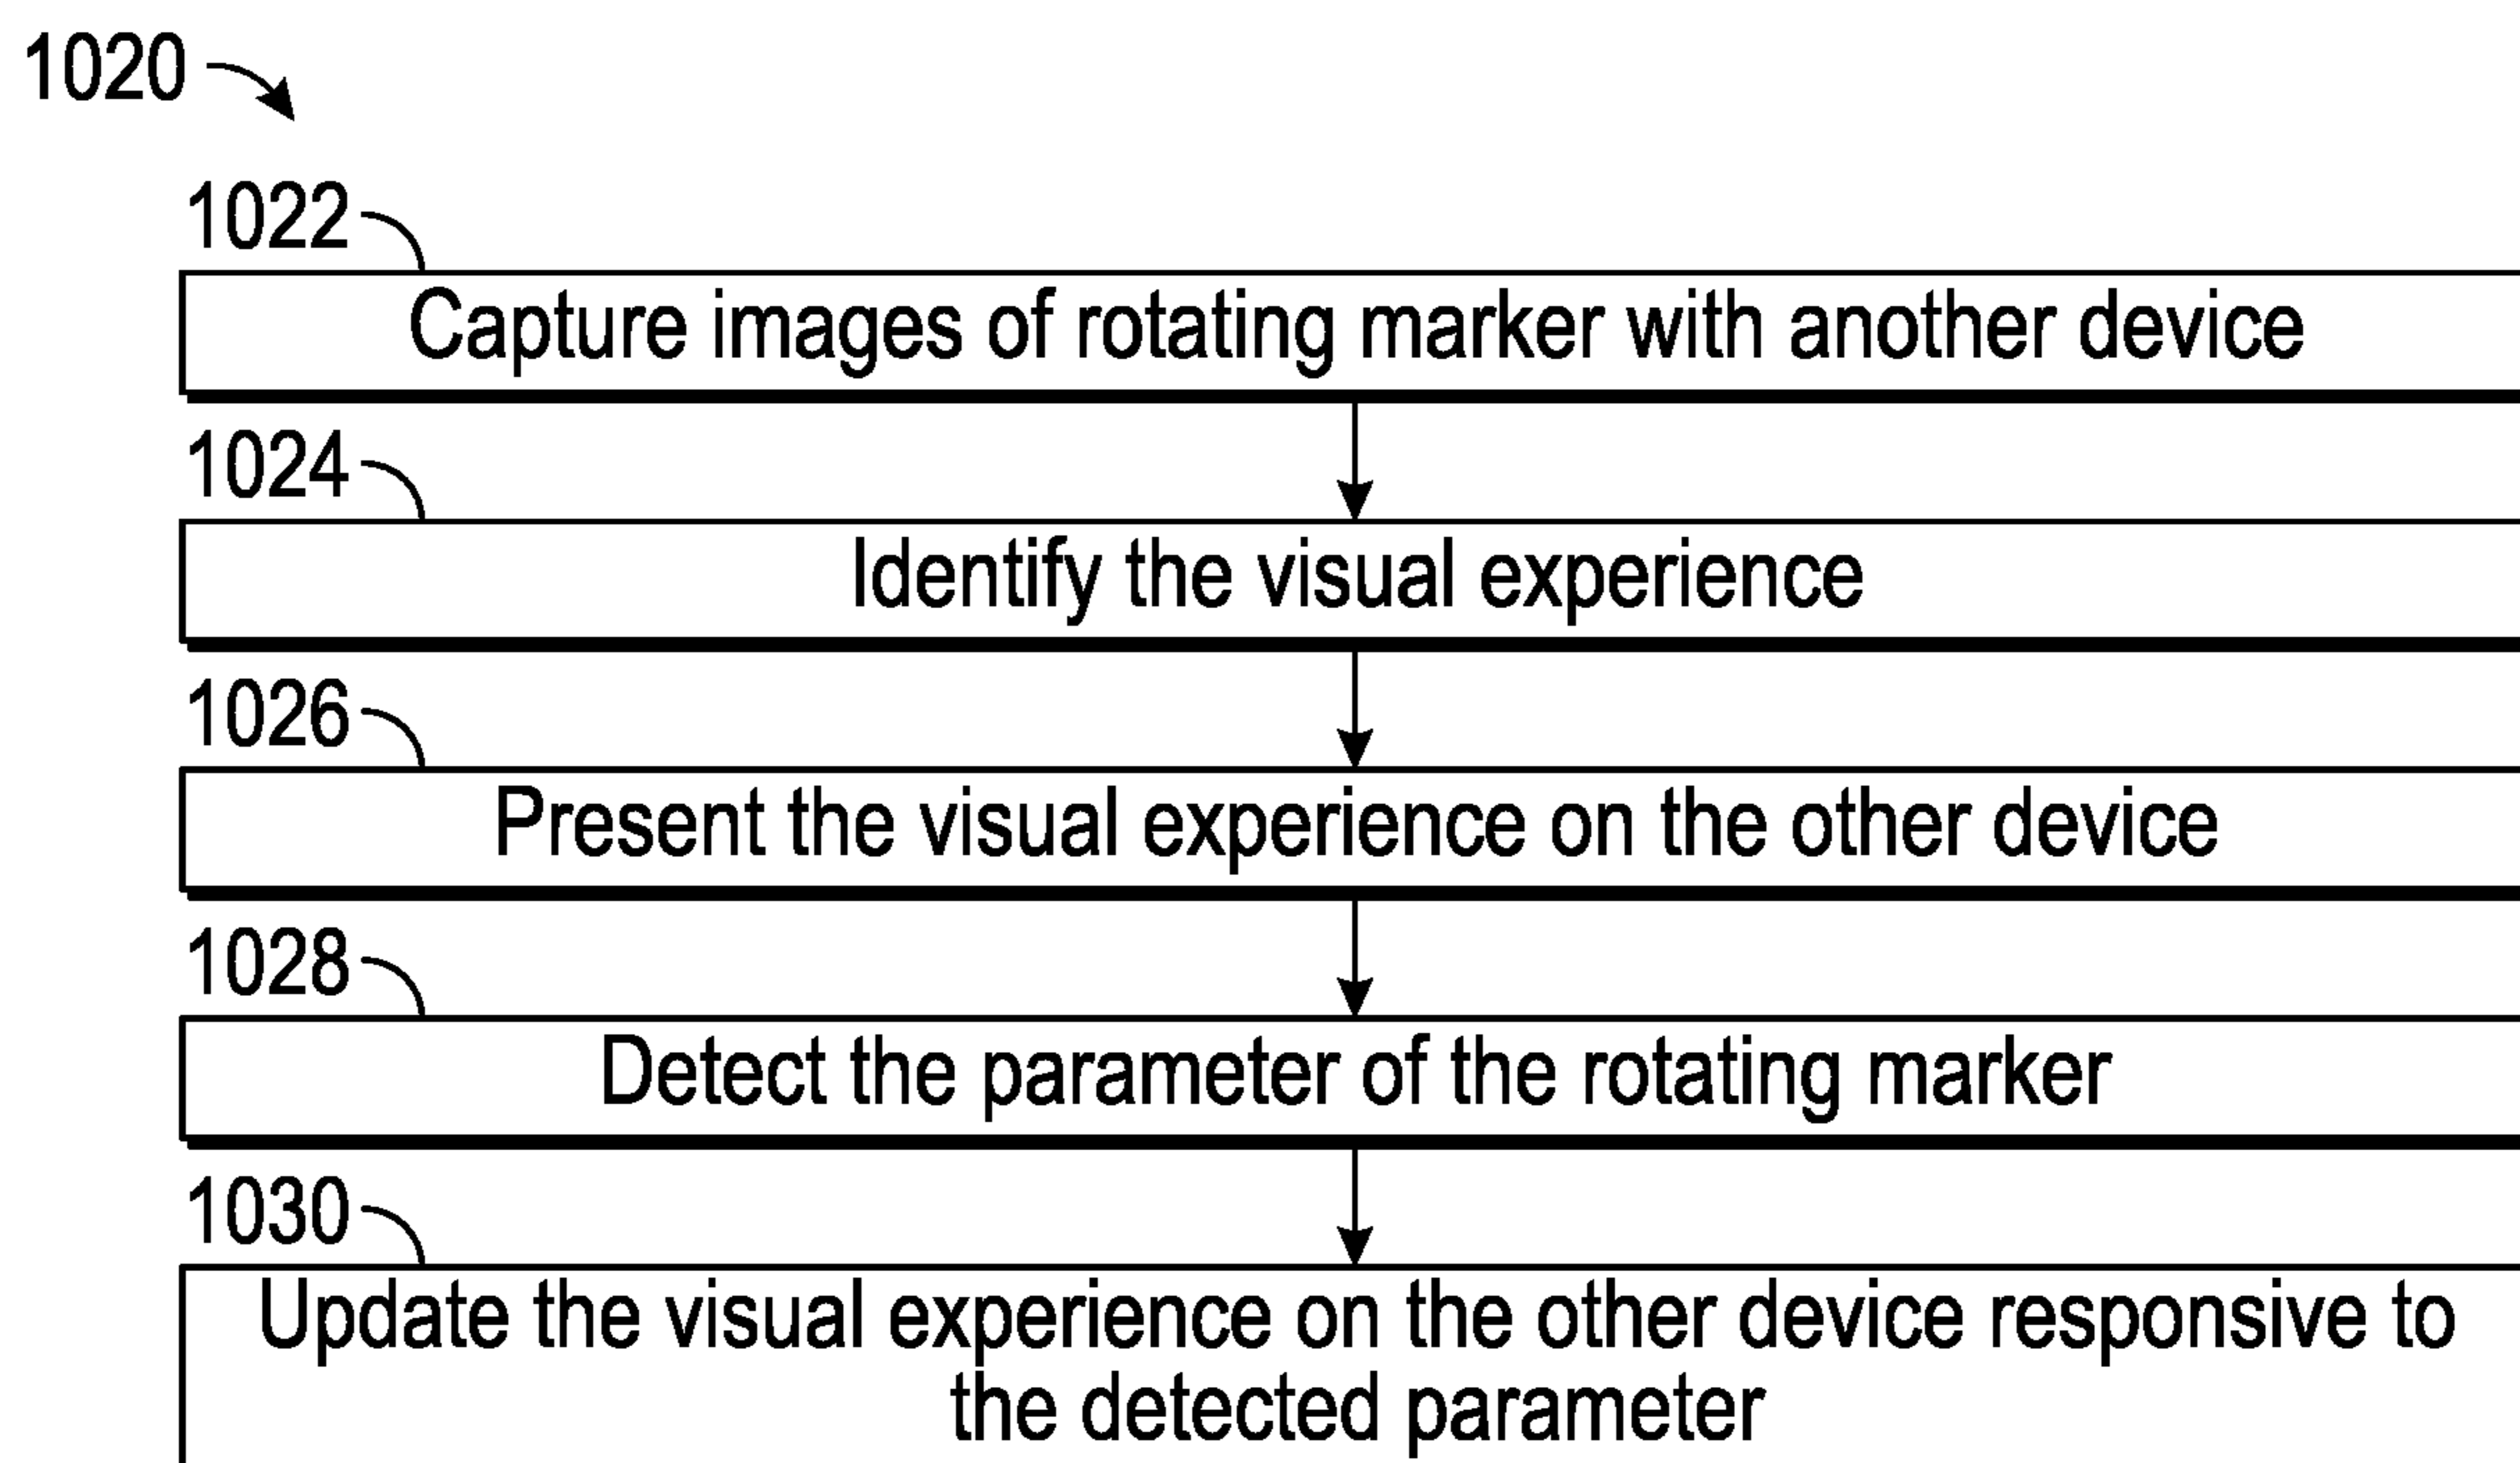 1020
1022
Capture images of rotating marker with another device
1024
Identify the visual experience
1026
Present the visual experience on the other device
1028
Detect the parameter of the rotating marker
1030
Update the visual experience on the other device responsive to
the detected parameter